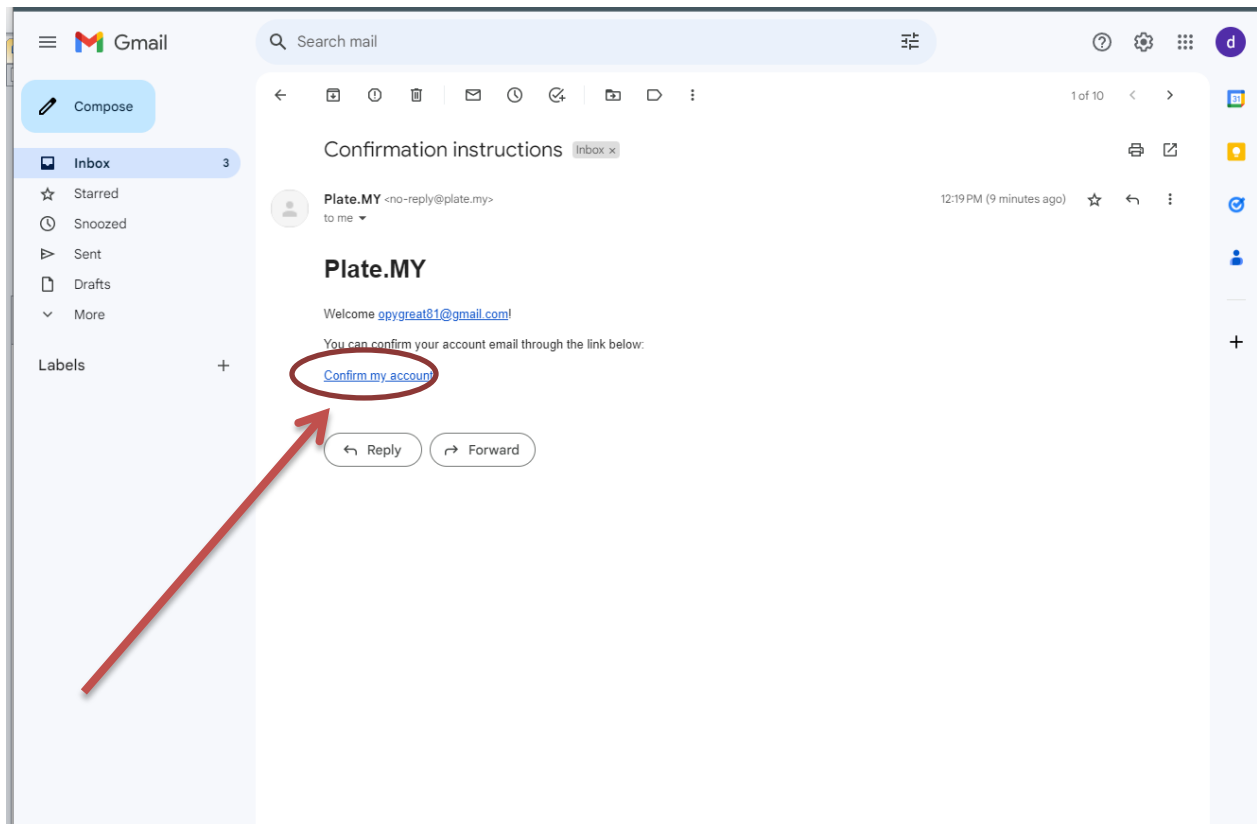 Gmail
Search mail
d
Compose
1 of 10
31
Confirmation instructions Inbox x
Inbox 3
Starred
Plate.MY <no-reply@plate.my> 12:19 PM (9 minutes ago)
to me
Snoozed
Sent
Drafts
More
Plate.MY
Welcome opygreat81@gmail.com!
You can confirm your account email through the link below:
Labels
Confirm my account
Reply Forward